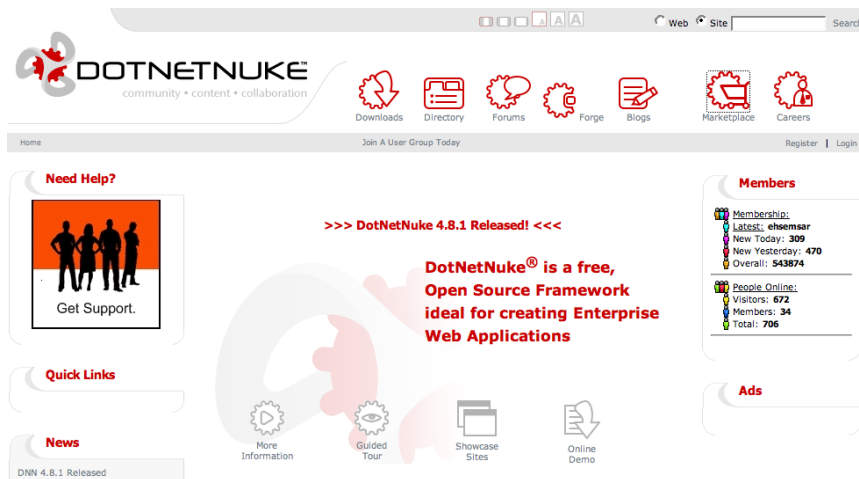 A A A
Web Site Search
DOTNETNUKE™
community • content • collaboration
Downloads
Directory
Forums
Forge
Blogs
Marketplace
Careers
Home
Join A User Group Today
Register | Login
Need Help?
Get Support.
Quick Links
News
DNN 4.8.1 Released
>>> DotNetNuke 4.8.1 Released! <<<
DotNetNuke® is a free,
Open Source Framework
ideal for creating Enterprise
Web Applications
More
Information
Guided
Tour
Showcase
Sites
Online
Demo
Members
Membership:
Latest: ehsemsar
New Today: 309
New Yesterday: 470
Overall: 543874
People Online:
Visitors: 672
Members: 34
Total: 706
Ads